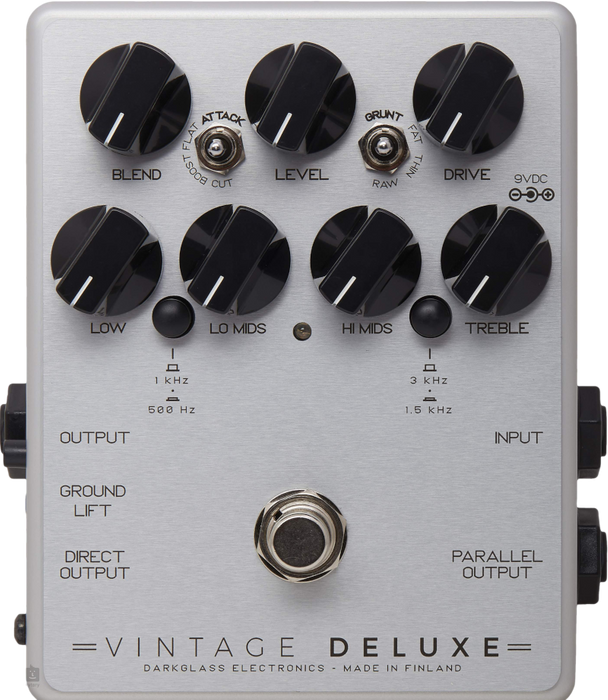 ATTACK
FLAT
BOOST
CUT
GRUNT
FAT
THIN
RAW
BLEND
LEVEL
DRIVE
9VDC
LOW
LO MIDS
HI MIDS
TREBLE
1 kHz
500 Hz
3 kHz
1.5 kHz
OUTPUT
INPUT
GROUND
LIFT
DIRECT
OUTPUT
PARALLEL
OUTPUT
VINTAGE DELUXE
DARKGLASS ELECTRONICS - MADE IN FINLAND